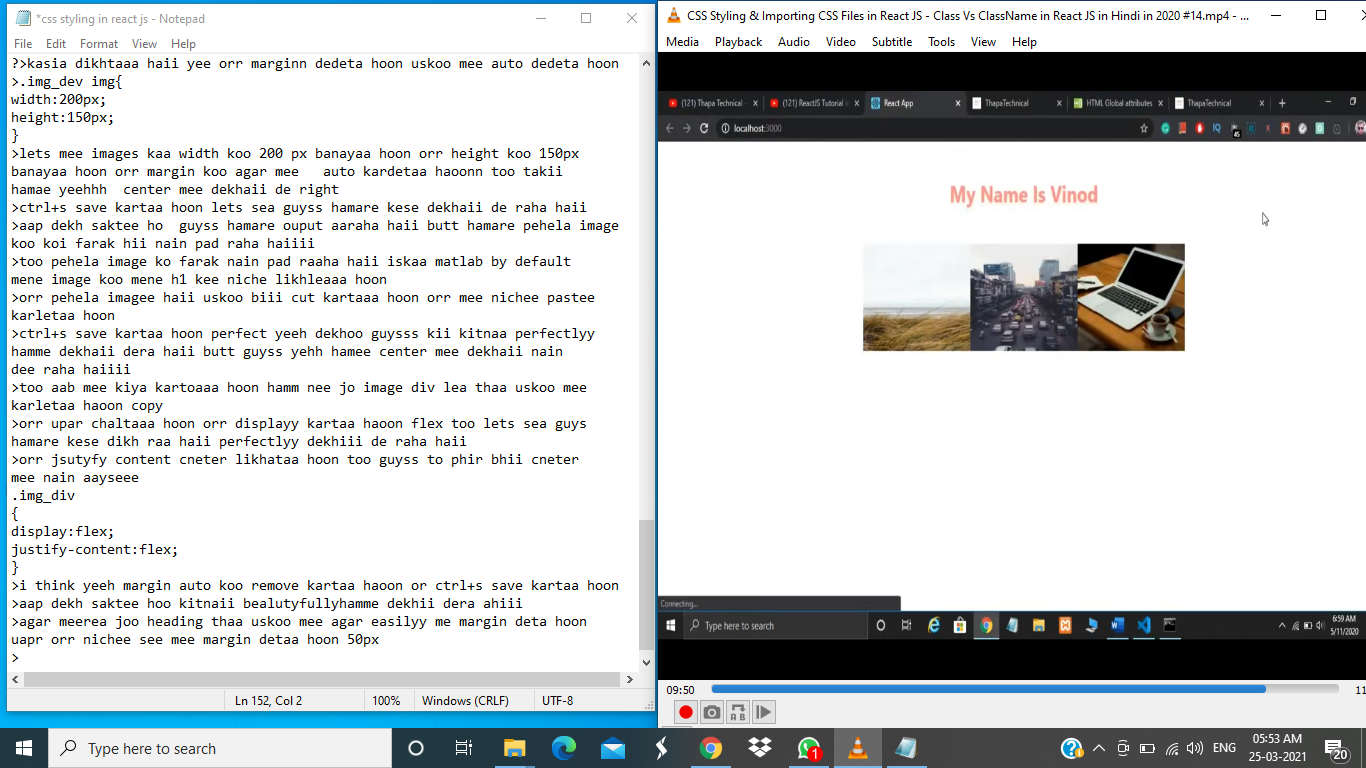 *css styling in react js - Notepad
File Edit Format View Help
?>kasia dikhtaaa haii yee orr marginn dedeta hoon uskoo mee auto dedeta hoon
>.img_dev img{
width:200px;
height:150px;
}
>lets mee images kaa width koo 200 px banayaa hoon orr height koo 150px
banayaa hoon orr margin koo agar mee   auto kardetaa haoonn too takii
hamae yeehhh  center mee dekhaii de right
>ctrl+s save kartaa hoon lets sea guyss hamare kese dekhaii de raha haii
>aap dekh saktee ho  guyss hamare ouput aaraha haii butt hamare pehela image
koo koi farak hii nain pad raha haiiii
>too pehela image ko farak nain pad raaha haii iskaa matlab by default
mene image koo mene h1 kee niche likhleaaa hoon
>orr pehela imagee haii uskoo biii cut kartaaa hoon orr mee nichee pastee
karletaa hoon
>ctrl+s save kartaa hoon perfect yeeh dekhoo guysss kii kitnaa perfectlyy
hamme dekhaii dera haii butt guyss yehh hamee center mee dekhaii nain
dee raha haiiii
>too aab mee kiya kartoaaa hoon hamm nee jo image div lea thaa uskoo mee
karletaa haoon copy
>orr upar chaltaaa hoon orr displayy kartaa haoon flex too lets sea guys
hamare kese dikh raa haii perfectlyy dekhiii de raha haii
>orr jsutyfy content cneter likhataa hoon too guyss to phir bhii cneter
mee nain aayseee
.img_div
{
display:flex;
justify-content:flex;
}
>i think yeeh margin auto koo remove kartaa haoon or ctrl+s save kartaa hoon
>aap dekh saktee hoo kitnaii bealutyfullyhamme dekhii dera ahiii
>agar meerea joo heading thaa uskoo mee agar easilyy me margin deta hoon
uapr orr nichee see mee margin detaa hoon 50px
>
Ln 152, Col 2 100% Windows (CRLF) UTF-8
CSS Styling & Importing CSS Files in React JS - Class Vs ClassName in React JS in Hindi in 2020 #14.mp4 - ...
Media Playback Audio Video Subtitle Tools View Help
(121) Thapa Technical - (121) ReactJS Tutorial in React App ThapaTechnical HTML Global attributes ThapaTechnical
localhost:3000
45
My Name Is Vinod
Connecting...
Type here to search
6:59 AM
5/11/2020
09:50 11
Type here to search
1
ENG
05:53 AM
25-03-2021
20